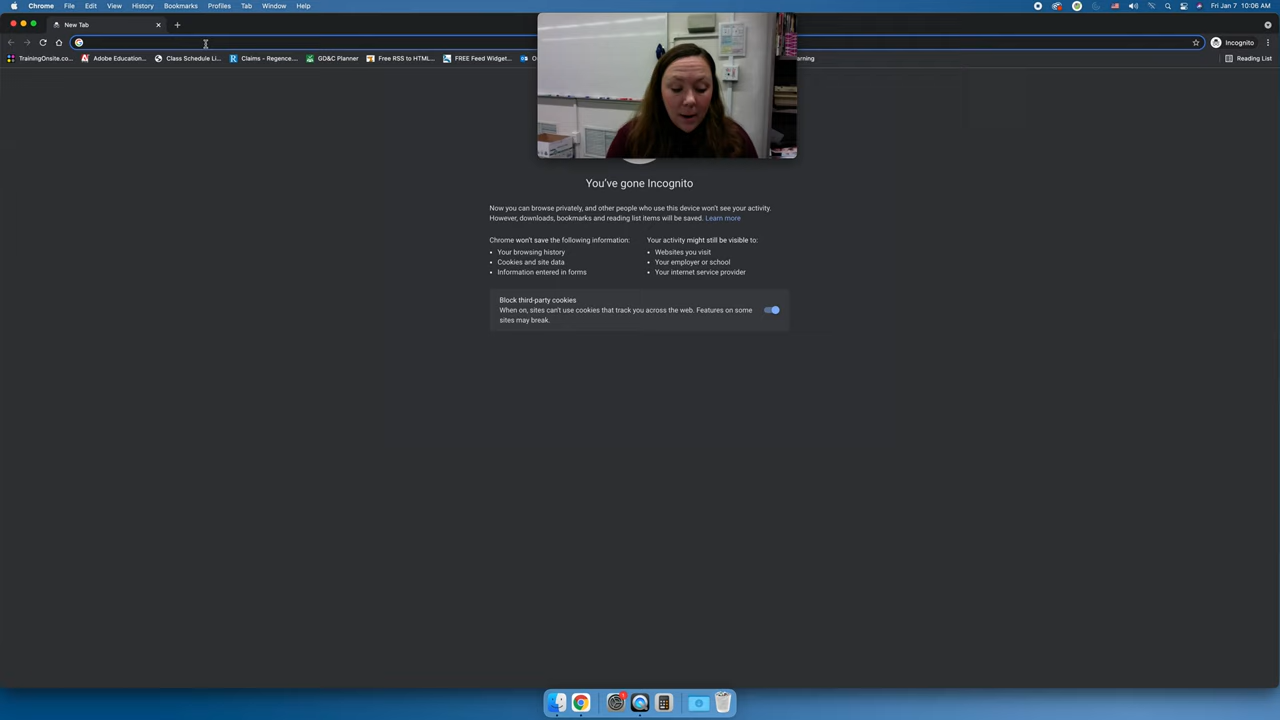 Chrome File Edit View History Bookmarks Profiles Tab Window Help Fri Jan 7 10:06 AM
New Tab
Incognito
TrainingOnsite.co... Adobe Education... Class Schedule Li... Claims - Regence.... GD&C Planner Free RSS to HTML... FREE Feed Widget... Reading List
You've gone Incognito
Now you can browse privately, and other people who use this device won't see your activity.
However, downloads, bookmarks and reading list items will be saved. Learn more
Chrome won't save the following information:
• Your browsing history
• Cookies and site data
• Information entered in forms
Your activity might still be visible to:
• Websites you visit
• Your employer or school
• Your internet service provider
Block third-party cookies
When on, sites can't use cookies that track you across the web. Features on some
sites may break.